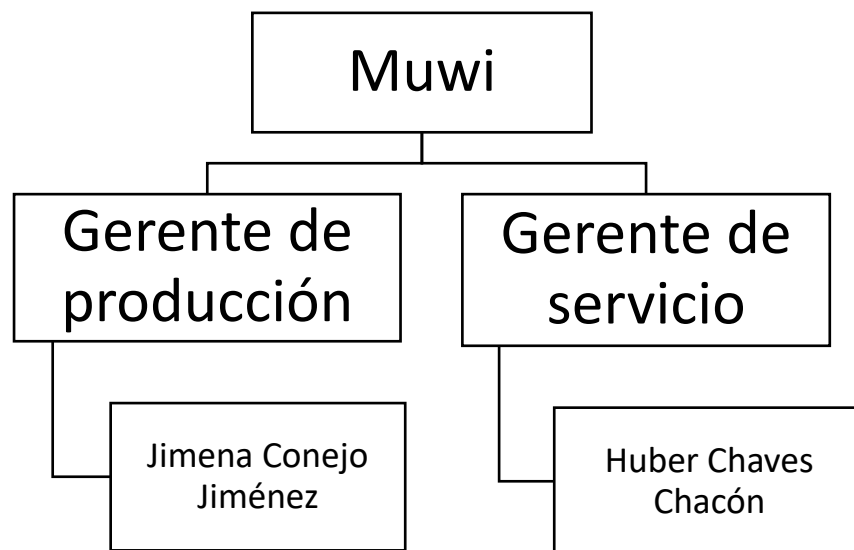 Muwi
Gerente de
producción
Gerente de
servicio
Jimena Conejo
Jiménez
Huber Chaves
Chacón